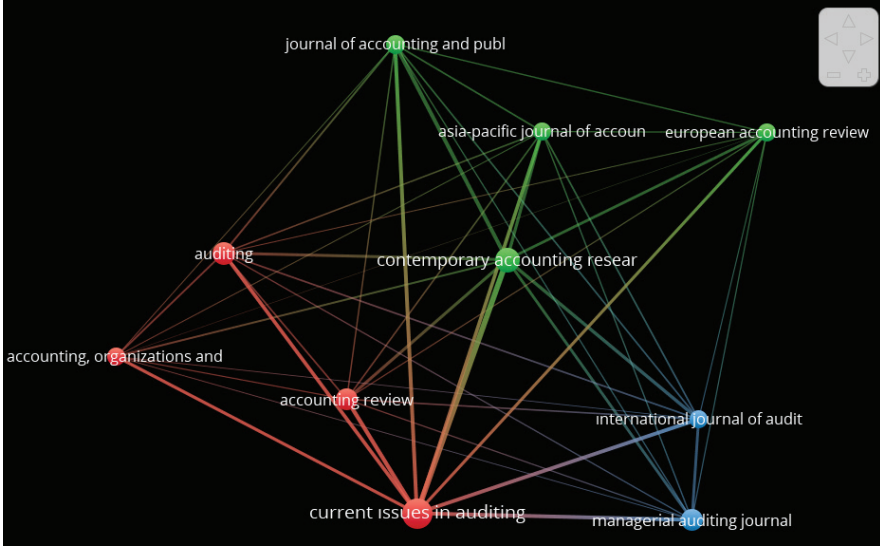 journal of accounting and publ
asia-pacific journal of accoun
european accounting review
auditing
contemporary accounting resear
accounting, organizations and
accounting review
international journal of audit
current issues in auditing
managerial auditing journal